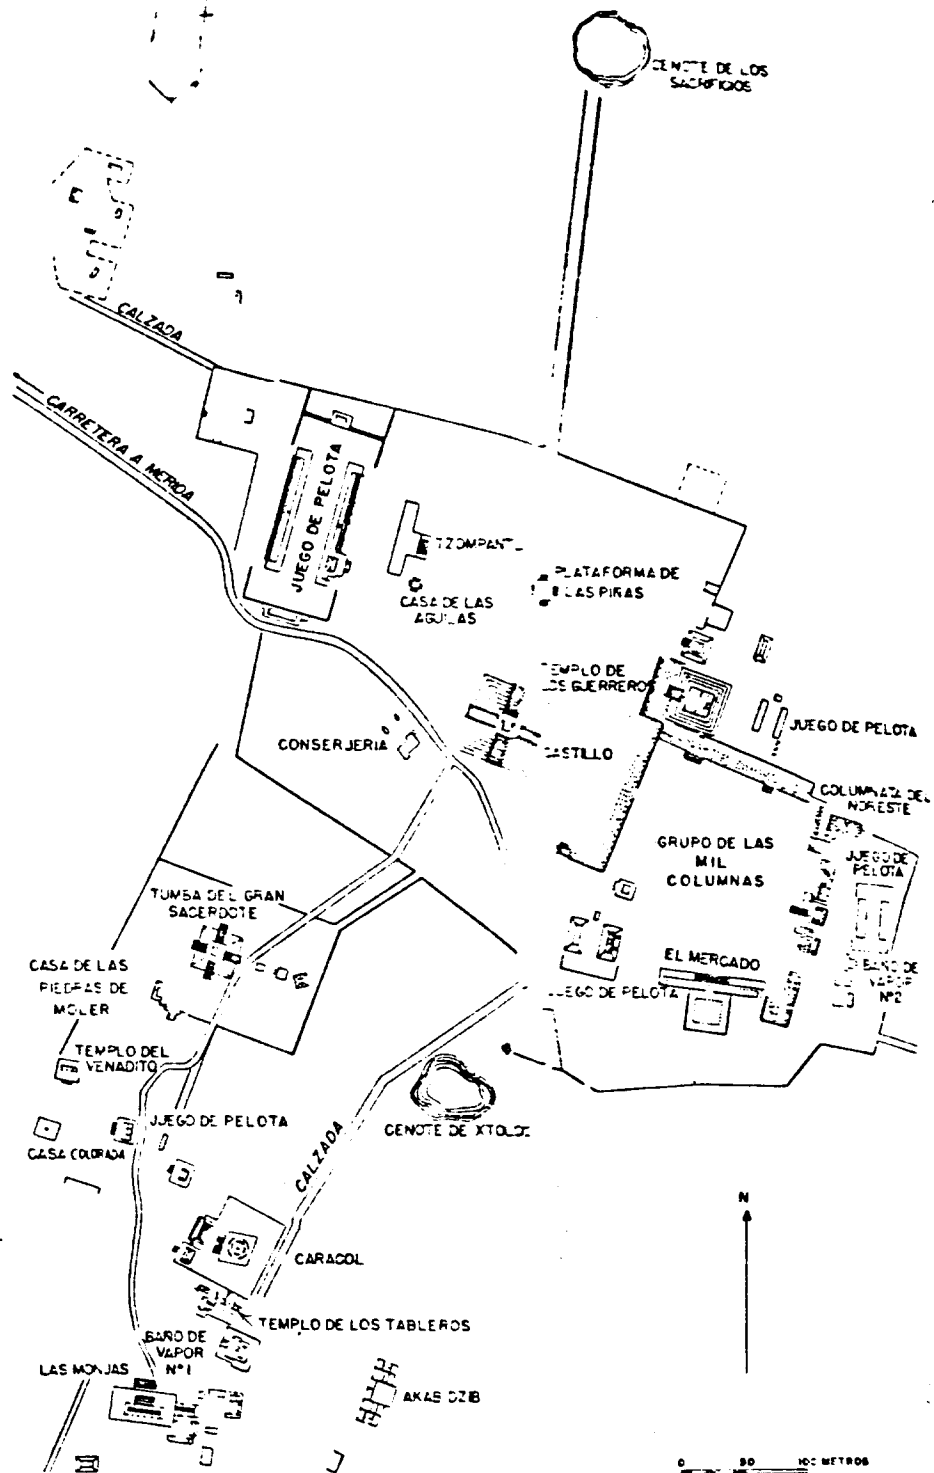 CENOTE DE LOS
SACRIFICIOS
CALZADA
CARRETERA A MERIDA
JUEGO DE PELOTA
TZOMPANTL
CASA DE LAS
AGUILAS
PLATAFORMA DE
LAS PIÑAS
TEMPLO DE
LOS GUERREROS
JUEGO DE PELOTA
CONSERJERIA
CASTILLO
COLUMNATA DEL
NORESTE
GRUPO DE LAS
MIL
COLUMNAS
JUEGO DE
PELOTA
TUMBA DEL GRAN
SACERDOTE
CASA DE LAS
PIEDRAS DE
MOLER
EL MERCADO
BAÑO DE
VAPOR
Nº2
JUEGO DE PELOTA
TEMPLO DEL
VENADITO
JUEGO DE PELOTA
CENOTE DE XTOLOC
CASA COLORADA
CALZADA
N
CARACOL
TEMPLO DE LOS TABLEROS
BAÑO DE
VAPOR
Nº1
LAS MONJAS
AKAB DZIB
0 50 100 METROS